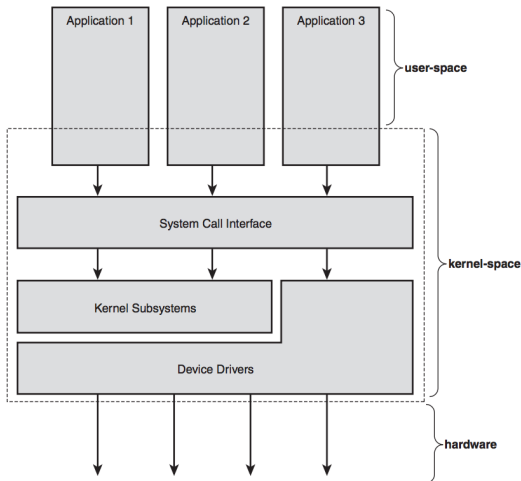 Application 1
Application 2
Application 3
user-space
System Call Interface
kernel-space
Kernel Subsystems
Device Drivers
hardware